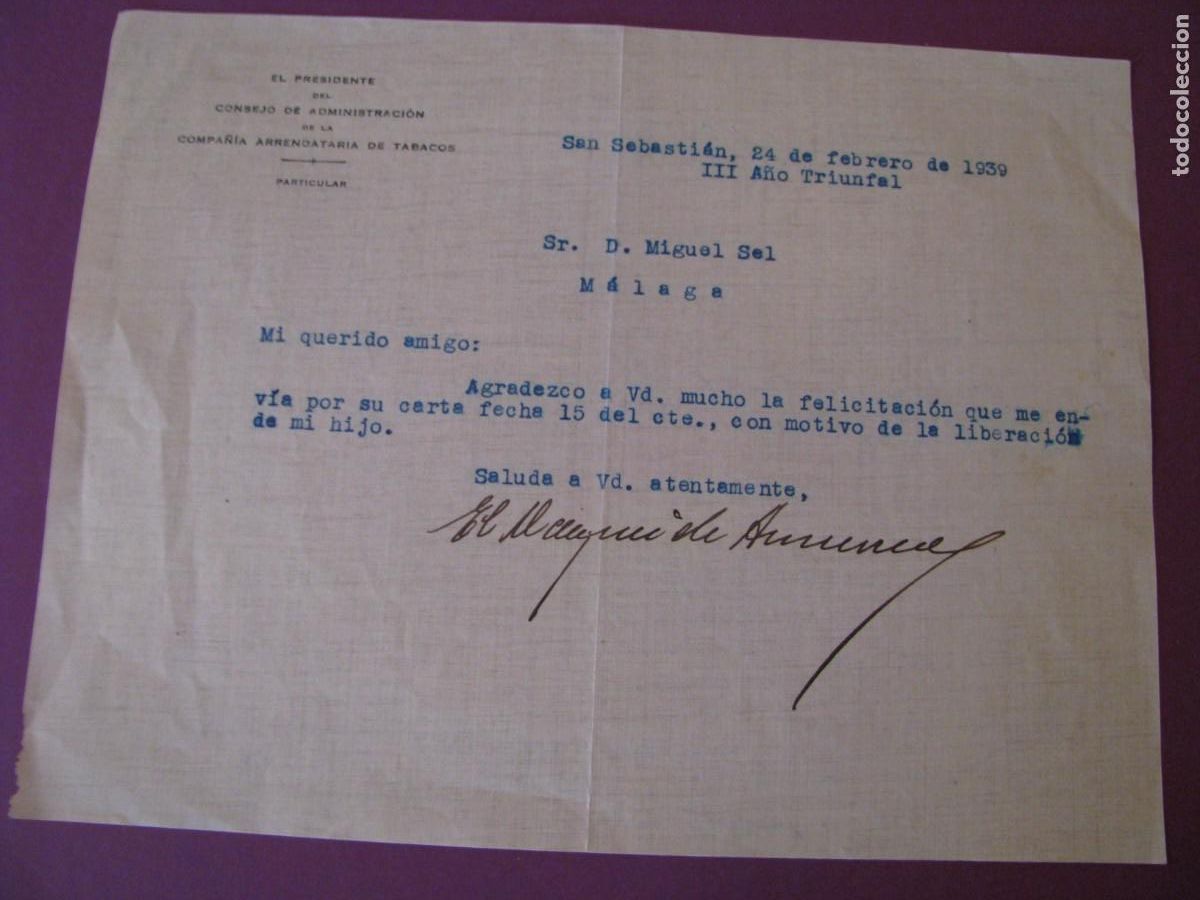 EL PRESIDENTE
DEL
CONSEJO DE ADMINISTRACIÓN
DE LA
COMPAÑÍA ARRENDATARIA DE TABACOS
PARTICULAR
San Sebastián, 24 de febrero de 1939
III Año Triunfal
Sr. D. Miguel Sel
Málaga
Mi querido amigo:
Agradezco a Vd. mucho la felicitación que me en-
vía por su carta fecha 15 del cte., con motivo de la liberación
de mi hijo.
Saluda a Vd. atentamente,
El Marqués de
todocoleccion